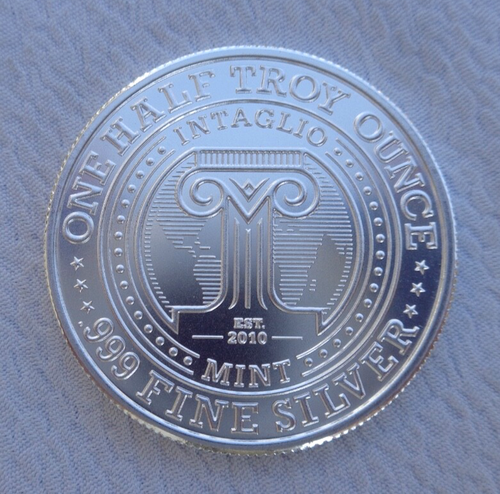 ONE HALF TROY OUNCE
INTAGLIO
EST.
2010
MINT
.999 FINE SILVER